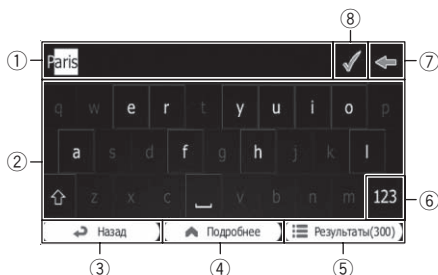 ⑧
① Paris ⑦
q w e r t y u i o p
② a s d f g h j k l
z x c v b n m 123 ⑥
Назад Подробнее Результаты(300)
③ ④ ⑤